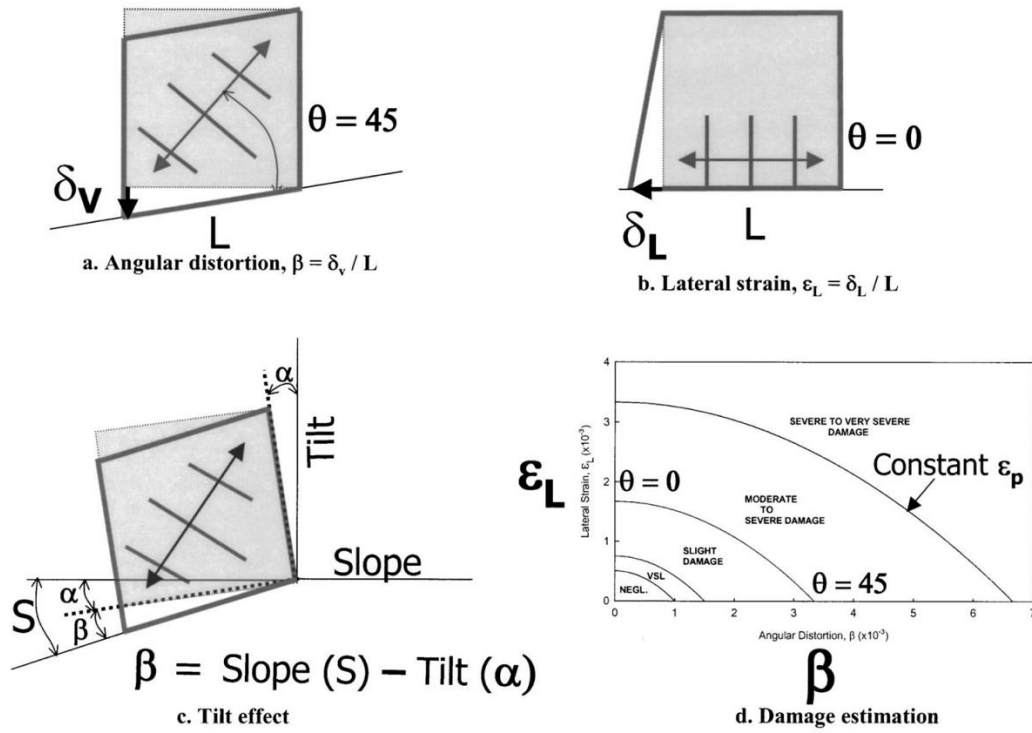 θ = 45
δv
L
a. Angular distortion, β = δv / L
θ = 0
δL
L
b. Lateral strain, εL = δL / L
α
Tilt
Slope
S
α
β
β = Slope (S) – Tilt (α)
c. Tilt effect
4
3
2
1
0
εL
Lateral Strain, εL (x10-3)
SEVERE TO VERY SEVERE
DAMAGE
Constant εp
θ = 0
MODERATE
TO
SEVERE DAMAGE
SLIGHT
DAMAGE
VSL
NEGL.
θ = 45
0 1 2 3 4 5 6 7
Angular Distortion, β (x10-3)
β
d. Damage estimation